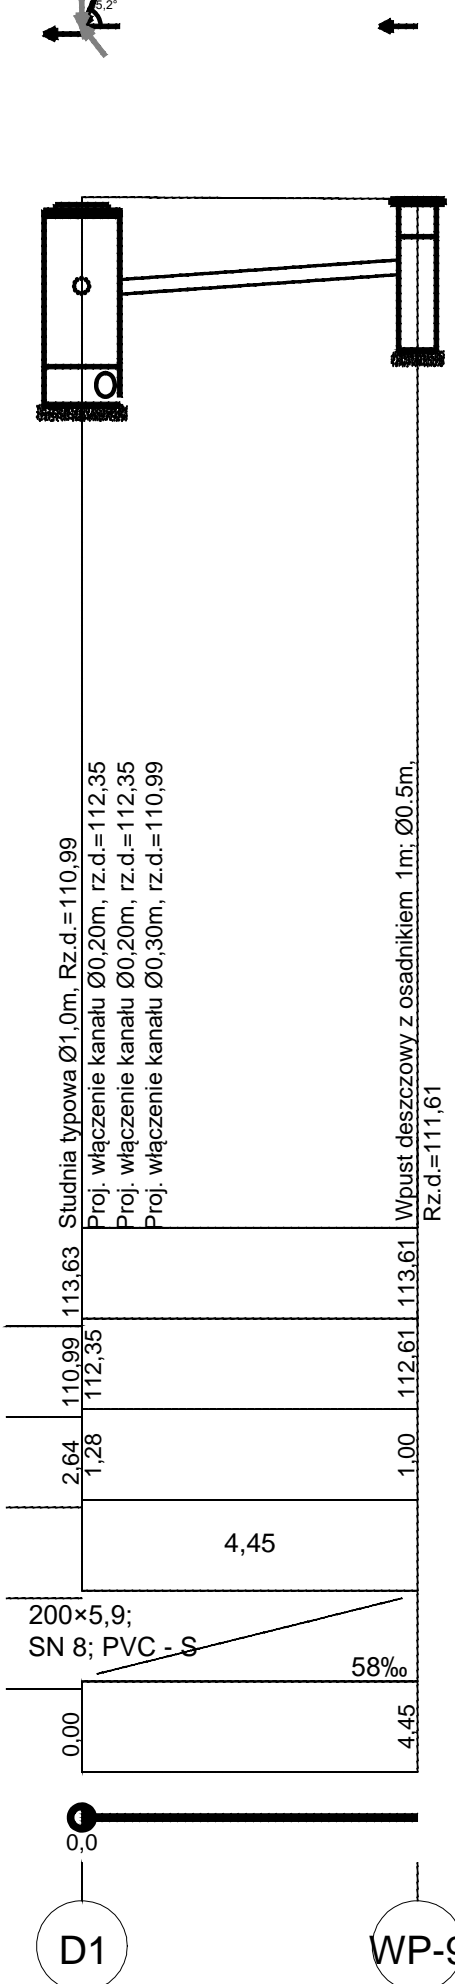 5,2°
Studnia typowa Ø1,0m, Rz.d.=110,99
Proj. włączenie kanału Ø0,20m, rz.d.=112,35
Proj. włączenie kanału Ø0,20m, rz.d.=112,35
Proj. włączenie kanału Ø0,30m, rz.d.=110,99
Wpust deszczowy z osadnikiem 1m; Ø0.5m,
Rz.d.=111,61
113,63
113,61
110,99
112,35
112,61
2,64
1,28
1,00
4,45
200×5,9;
SN 8; PVC - S
58‰
0,00
4,45
0,0
D1
WP-9